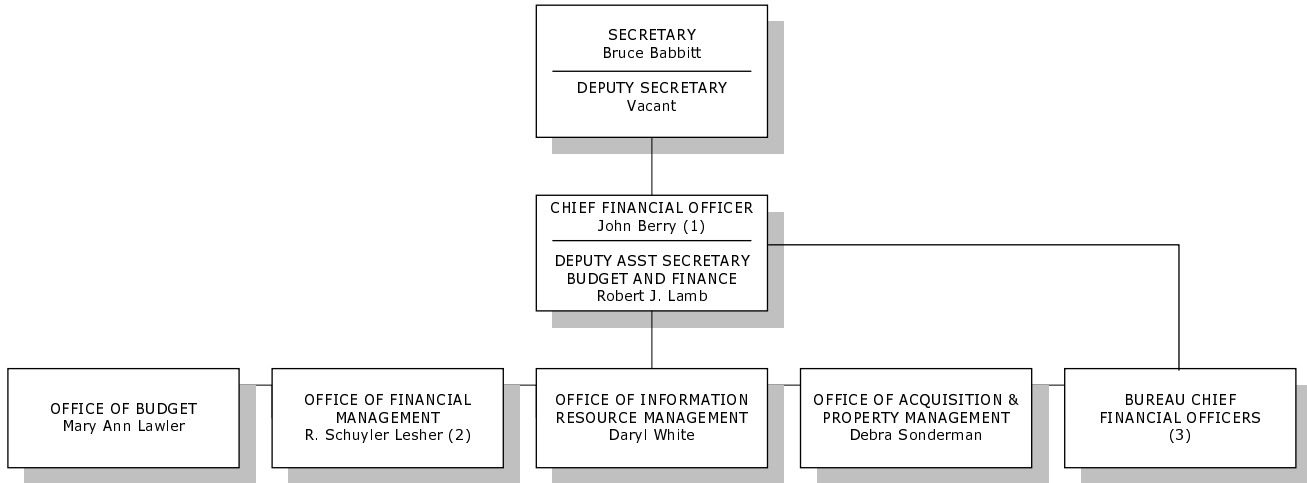 SECRETARY
Bruce Babbitt
DEPUTY SECRETARY
Vacant
CHIEF FINANCIAL OFFICER
John Berry (1)
DEPUTY ASST SECRETARY
BUDGET AND FINANCE
Robert J. Lamb
OFFICE OF BUDGET
Mary Ann Lawler
OFFICE OF FINANCIAL
MANAGEMENT
R. Schuyler Lesher (2)
OFFICE OF INFORMATION
RESOURCE MANAGEMENT
Daryl White
OFFICE OF ACQUISITION &
PROPERTY MANAGEMENT
Debra Sonderman
BUREAU CHIEF
FINANCIAL OFFICERS
(3)